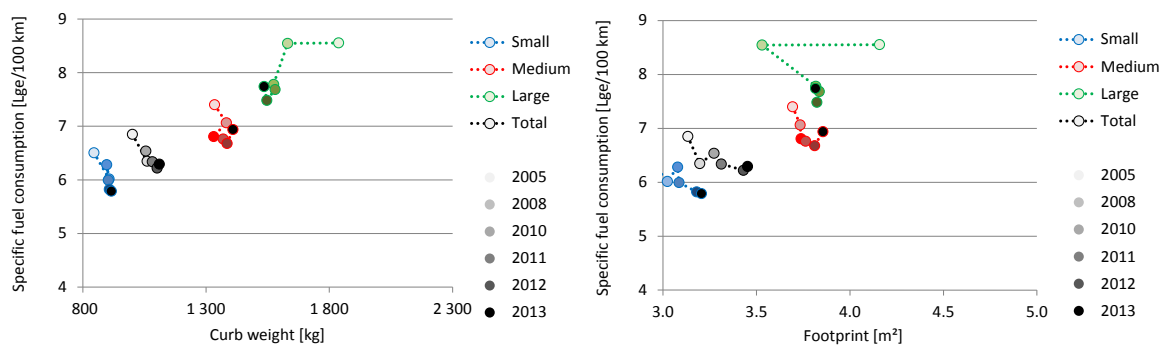 Specific fuel consumption [Lge/100 km]
9
8
7
6
5
4
800
1 300
1 800
2 300
Curb weight [kg]
Small
Medium
Large
Total
2005
2008
2010
2011
2012
2013
Specific fuel consumption [Lge/100 km]
9
8
7
6
5
4
3.0
3.5
4.0
4.5
5.0
Footprint [m²]
Small
Medium
Large
Total
2005
2008
2010
2011
2012
2013